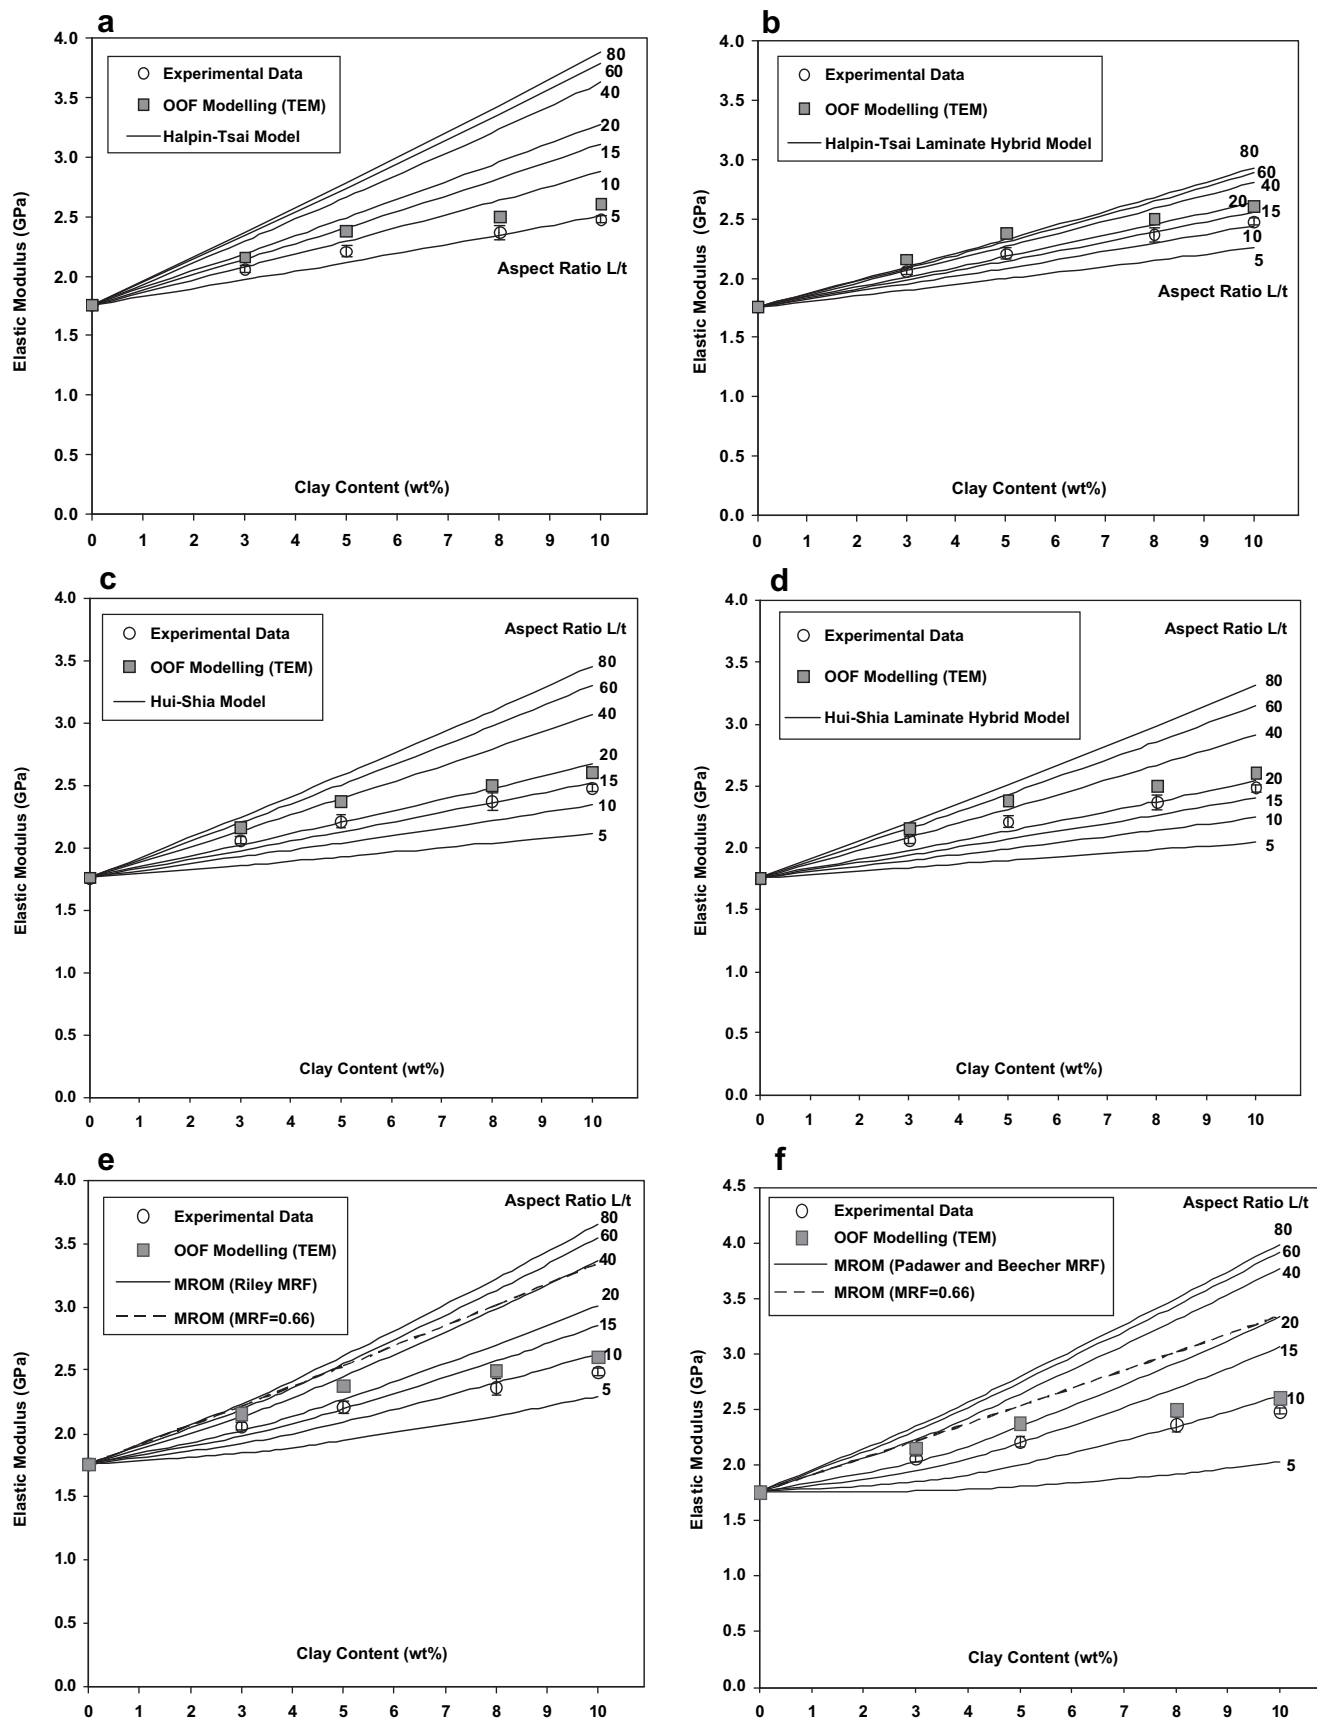 a
4.0
3.5
3.0
2.5
2.0
1.5
1.0
0.5
0.0
Elastic Modulus (GPa)
Experimental Data
OOF Modelling (TEM)
Halpin-Tsai Model
80
60
40
20
15
10
5
Aspect Ratio L/t
Clay Content (wt%)
0 1 2 3 4 5 6 7 8 9 10
b
4.0
3.5
3.0
2.5
2.0
1.5
1.0
0.5
0.0
Elastic Modulus (GPa)
Experimental Data
OOF Modelling (TEM)
Halpin-Tsai Laminate Hybrid Model
80
60
40
20
15
10
5
Aspect Ratio L/t
Clay Content (wt%)
0 1 2 3 4 5 6 7 8 9 10
c
4.0
3.5
3.0
2.5
2.0
1.5
1.0
0.5
0.0
Elastic Modulus (GPa)
Experimental Data
OOF Modelling (TEM)
Hui-Shia Model
Aspect Ratio L/t
80
60
40
20
15
10
5
Clay Content (wt%)
0 1 2 3 4 5 6 7 8 9 10
d
4.0
3.5
3.0
2.5
2.0
1.5
1.0
0.5
0.0
Elastic Modulus (GPa)
Experimental Data
OOF Modelling (TEM)
Hui-Shia Laminate Hybrid Model
Aspect Ratio L/t
80
60
40
20
15
10
5
Clay Content (wt%)
0 1 2 3 4 5 6 7 8 9 10
e
4.0
3.5
3.0
2.5
2.0
1.5
1.0
0.5
0.0
Elastic Modulus (GPa)
Experimental Data
OOF Modelling (TEM)
MROM (Riley MRF)
MROM (MRF=0.66)
Aspect Ratio L/t
80
60
40
20
15
10
5
Clay Content (wt%)
0 1 2 3 4 5 6 7 8 9 10
f
4.5
4.0
3.5
3.0
2.5
2.0
1.5
1.0
0.5
0.0
Elastic Modulus (GPa)
Experimental Data
OOF Modelling (TEM)
MROM (Padawer and Beecher MRF)
MROM (MRF=0.66)
Aspect Ratio L/t
80
60
40
20
15
10
5
Clay Content (wt%)
0 1 2 3 4 5 6 7 8 9 10